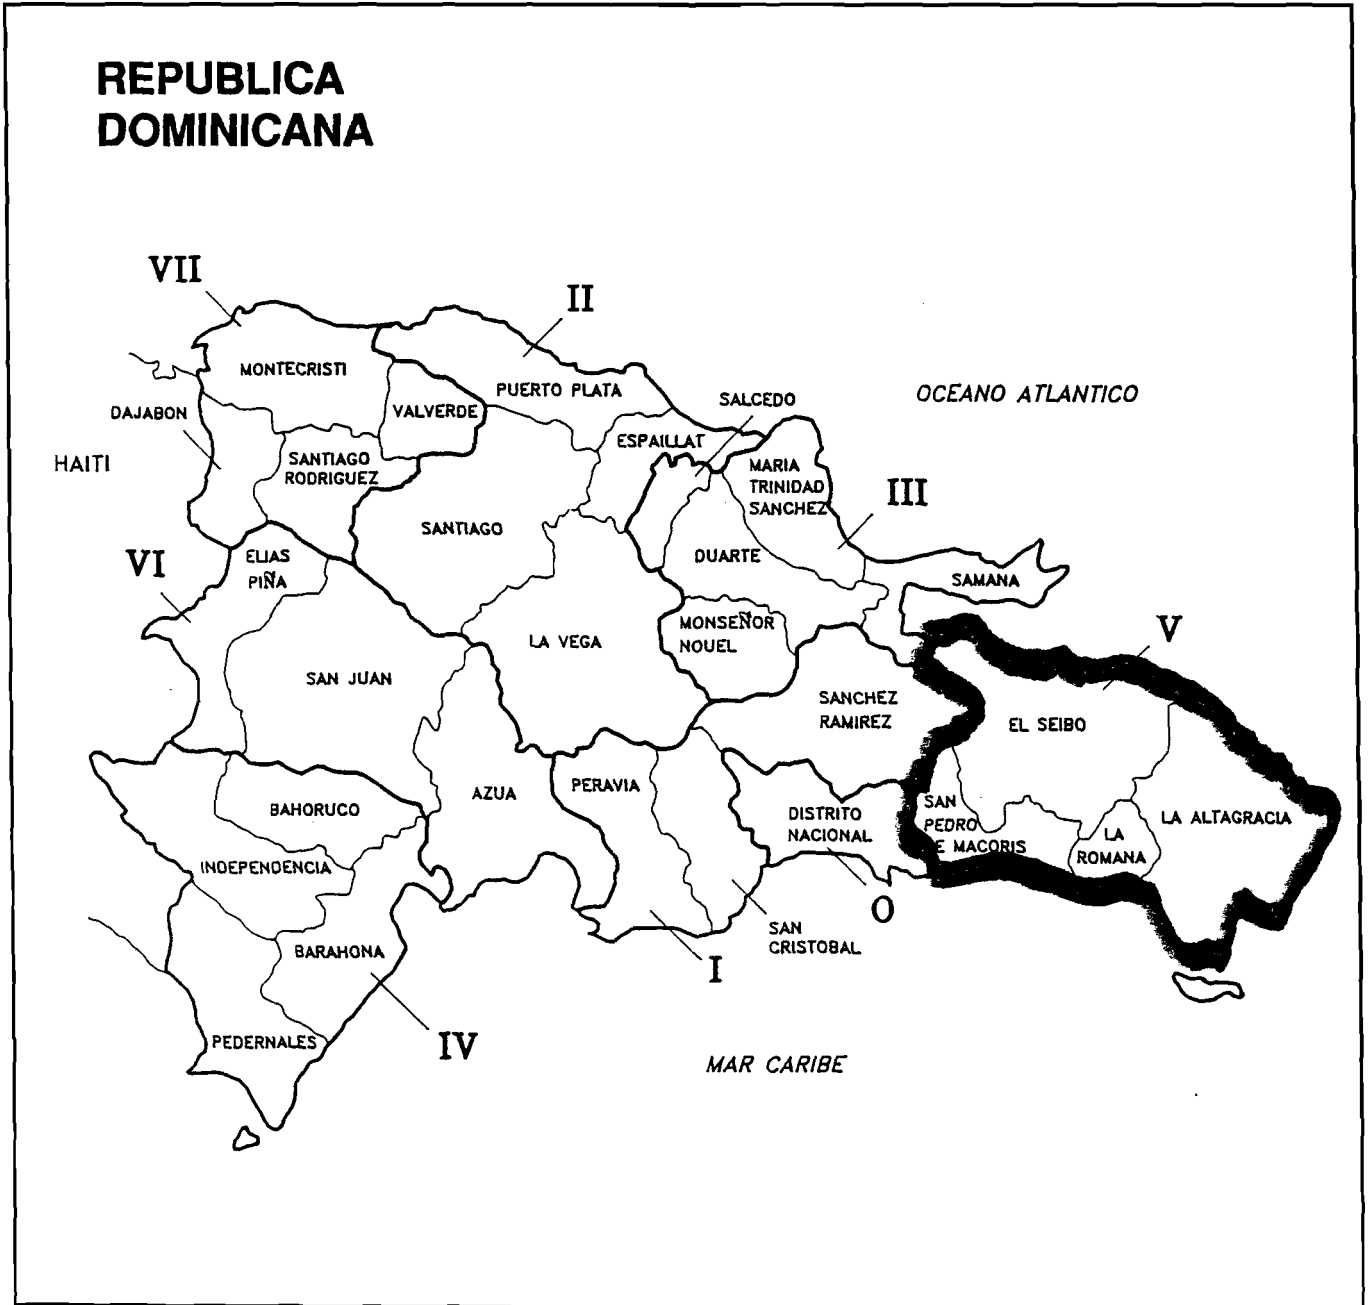 REPUBLICA
DOMINICANA
VII
II
MONTECRISTI
PUERTO PLATA
SALCEDO
OCEANO ATLANTICO
DAJABON
VALVERDE
ESPAILLAT
HAITI
SANTIAGO
RODRIGUEZ
MARIA
TRINIDAD
SANCHEZ
III
SANTIAGO
DUARTE
VI
ELIAS
PIÑA
SAMANA
MONSEÑOR
NOUEL
LA VEGA
V
SAN JUAN
SANCHEZ
RAMIREZ
EL SEIBO
BAHORUCO
AZUA
PERAVIA
DISTRITO
NACIONAL
SAN
PEDRO
E MACORIS
LA
ROMANA
LA ALTAGRACIA
INDEPENDENCIA
O
SAN
CRISTOBAL
BARAHONA
I
IV
PEDERNALES
MAR CARIBE